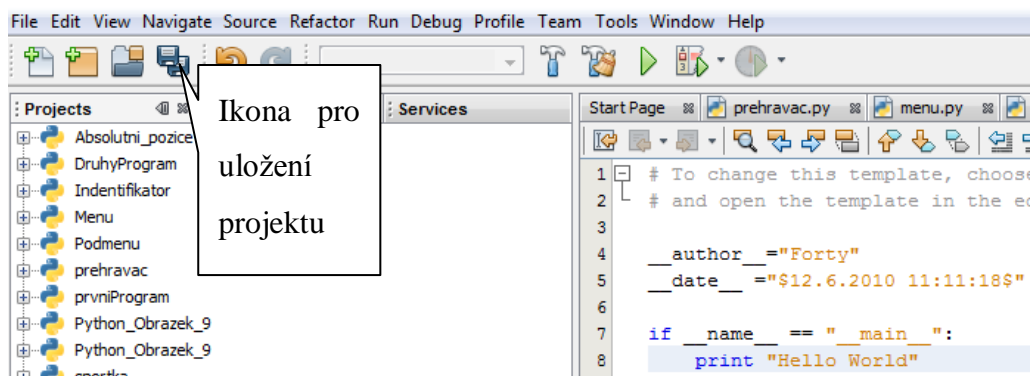 File Edit View Navigate Source Refactor Run Debug Profile Team Tools Window Help
Projects
Services
Absolutni_pozice
DruhyProgram
Indentifikator
Menu
Podmenu
prehravac
prvniProgram
Python_Obrazek_9
Python_Obrazek_9
Ikona pro
uložení
projektu
Start Page prehravac.py menu.py
1 # To change this template, choose
2 # and open the template in the
3
4 __author__="Forty"
5 __date__ ="$12.6.2010 11:11:18$"
6
7 if __name__ == "__main__":
8 print "Hello World"